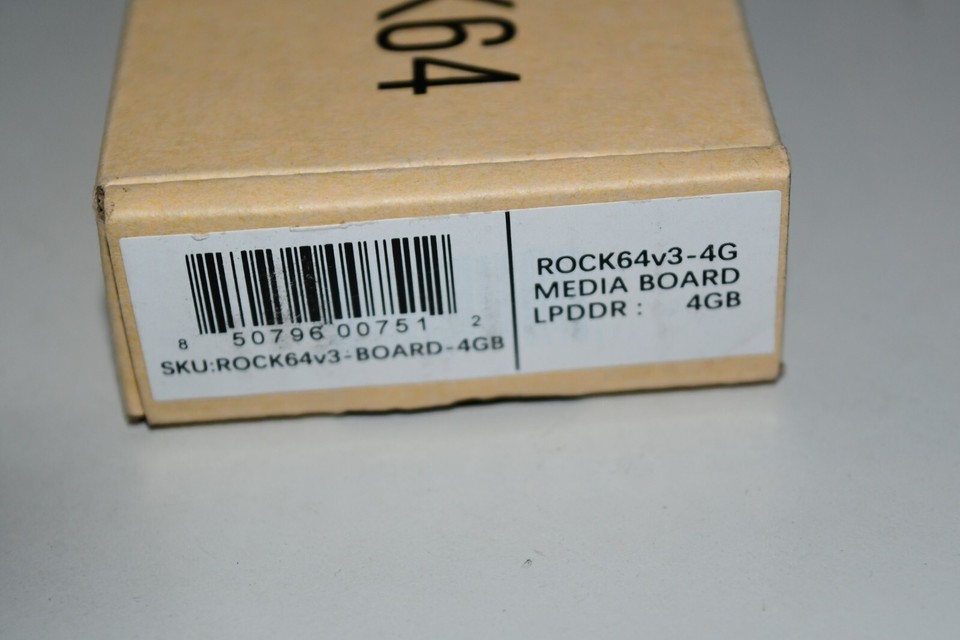 K64
8 50796 00751 2
SKU:ROCK64v3-BOARD-4GB
ROCK64v3-4G
MEDIA BOARD
LPDDR : 4GB